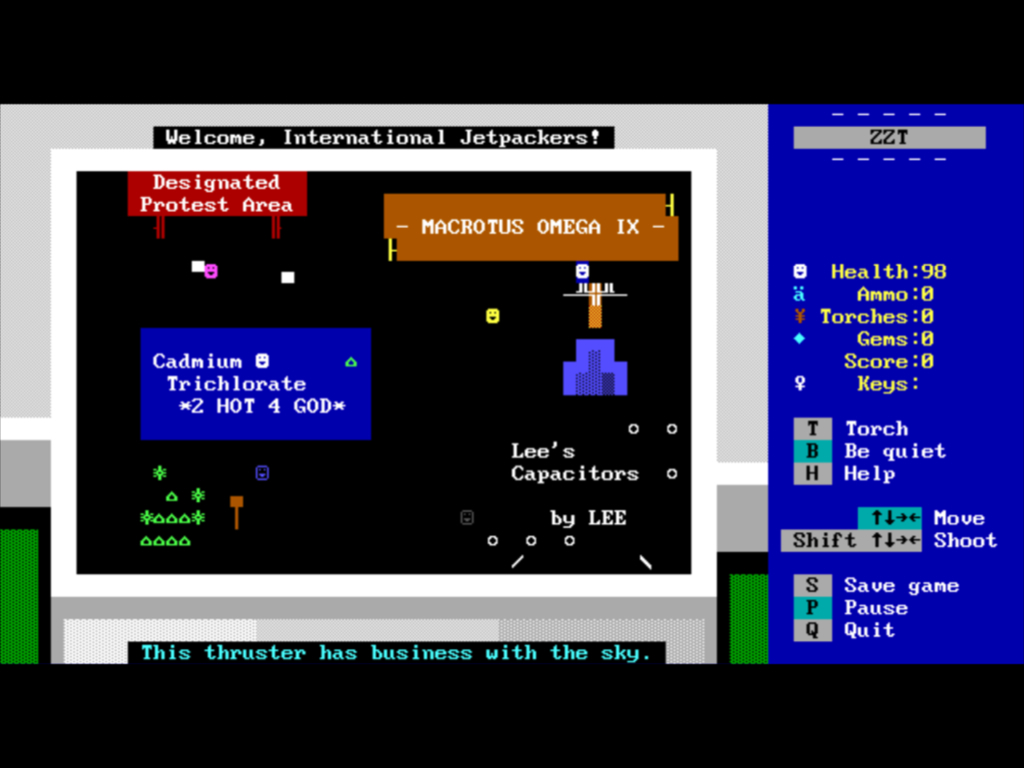 Welcome, International Jetpackers!
Designated
Protest Area
- MACROTUS OMEGA IX -
Cadmium
Trichlorate
*2 HOT 4 GOD*
Lee's
Capacitors
by LEE
This thruster has business with the sky.
- - - - -
ZZT
- - - - -
Health:98
Ammo:0
Torches:0
Gems:0
Score:0
Keys:
T Torch
B Be quiet
H Help
↑↓→← Move
Shift ↑↓→← Shoot
S Save game
P Pause
Q Quit